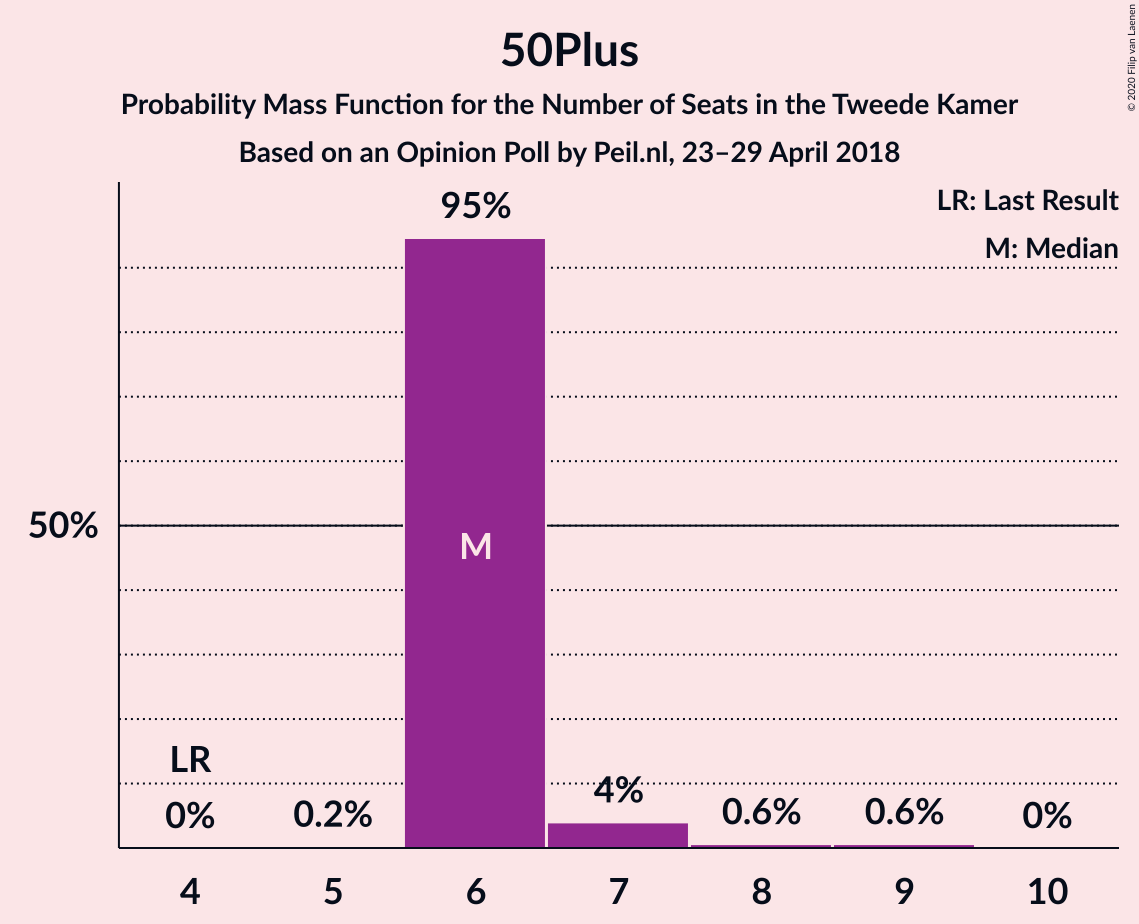 50Plus
Probability Mass Function for the Number of Seats in the Tweede Kamer
Based on an Opinion Poll by Peil.nl, 23–29 April 2018
© 2020 Filip van Laenen
LR: Last Result
M: Median
95%
50%
M
LR
0%
0.2%
4%
0.6%
0.6%
0%
4
5
6
7
8
9
10